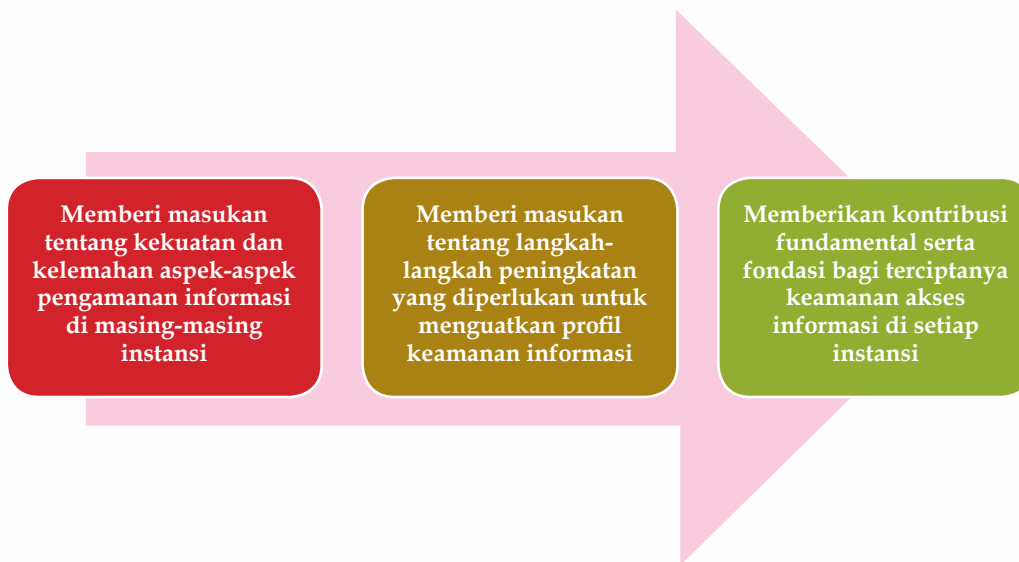 Memberi masukan
tentang kekuatan dan
kelemahan aspek-aspek
pengamanan informasi
di masing-masing
instansi
Memberi masukan
tentang langkah-
langkah peningkatan
yang diperlukan untuk
menguatkan profil
keamanan informasi
Memberikan kontribusi
fundamental serta
fondasi bagi terciptanya
keamanan akses
informasi di setiap
instansi